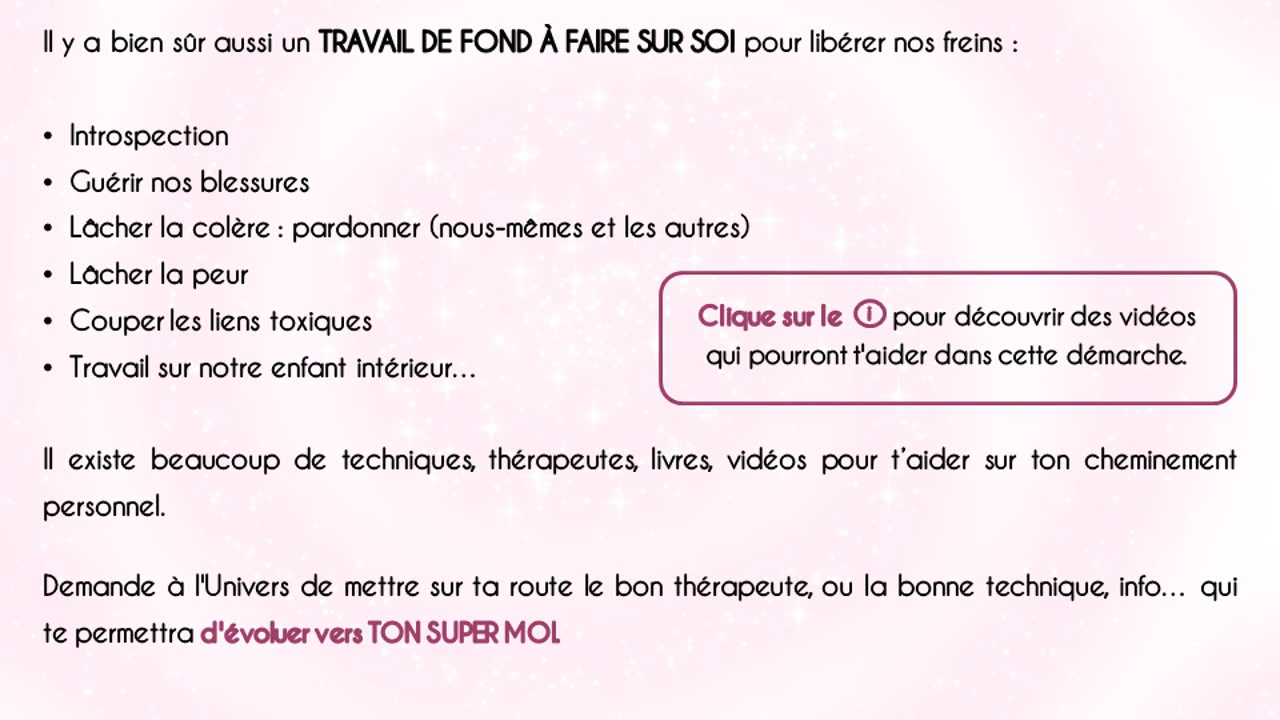 Il y a bien sûr aussi un TRAVAIL DE FOND À FAIRE SUR SOI pour libérer nos freins :
• Introspection
• Guérir nos blessures
• Lâcher la colère : pardonner (nous-mêmes et les autres)
• Lâcher la peur
• Couper les liens toxiques
• Travail sur notre enfant intérieur…
Clique sur le ⓘ pour découvrir des vidéos
qui pourront t'aider dans cette démarche.
Il existe beaucoup de techniques, thérapeutes, livres, vidéos pour t’aider sur ton cheminement
personnel.
Demande à l'Univers de mettre sur ta route le bon thérapeute, ou la bonne technique, info… qui
te permettra d'évoluer vers TON SUPER MOI.